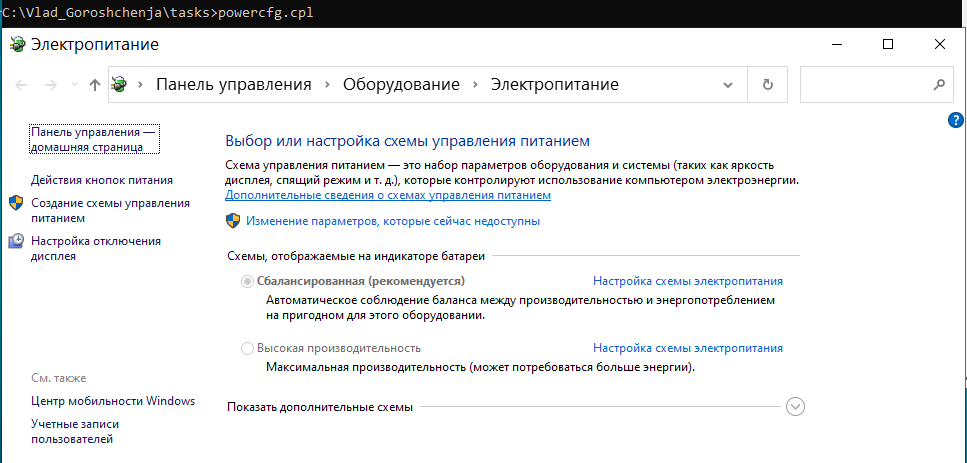 C:\Vlad_Goroshchenja\tasks>powercfg.cpl
Электропитание
Панель управления › Оборудование › Электропитание
Панель управления —
домашняя страница
Действия кнопок питания
Создание схемы управления
питанием
Настройка отключения
дисплея
Выбор или настройка схемы управления питанием
Схема управления питанием — это набор параметров оборудования и системы (таких как яркость
дисплея, спящий режим и т. д.), которые контролируют использование компьютером электроэнергии.
Дополнительные сведения о схемах управления питанием
Изменение параметров, которые сейчас недоступны
Схемы, отображаемые на индикаторе батареи
Сбалансированная (рекомендуется) Настройка схемы электропитания
Автоматическое соблюдение баланса между производительностью и энергопотреблением
на пригодном для этого оборудовании.
Высокая производительность Настройка схемы электропитания
Максимальная производительность (может потребоваться больше энергии).
Показать дополнительные схемы
См. также
Центр мобильности Windows
Учетные записи
пользователей